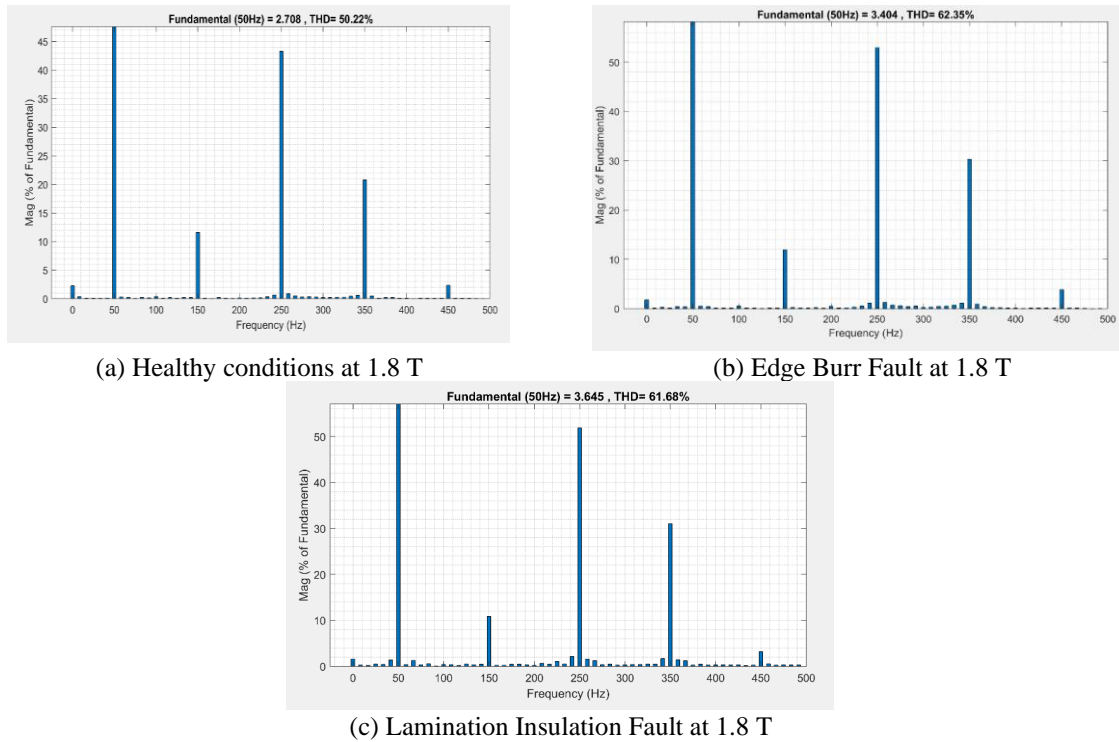 Fundamental (50Hz) = 2.708 , THD= 50.22%
Mag (% of Fundamental)
45
40
35
30
25
20
15
10
5
0
0 50 100 150 200 250 300 350 400 450 500
Frequency (Hz)
(a) Healthy conditions at 1.8 T
Fundamental (50Hz) = 3.404 , THD= 62.35%
Mag (% of Fundamental)
50
40
30
20
10
0
0 50 100 150 200 250 300 350 400 450 500
Frequency (Hz)
(b) Edge Burr Fault at 1.8 T
Fundamental (50Hz) = 3.645 , THD= 61.68%
Mag (% of Fundamental)
50
40
30
20
10
0
0 50 100 150 200 250 300 350 400 450 500
Frequency (Hz)
(c) Lamination Insulation Fault at 1.8 T